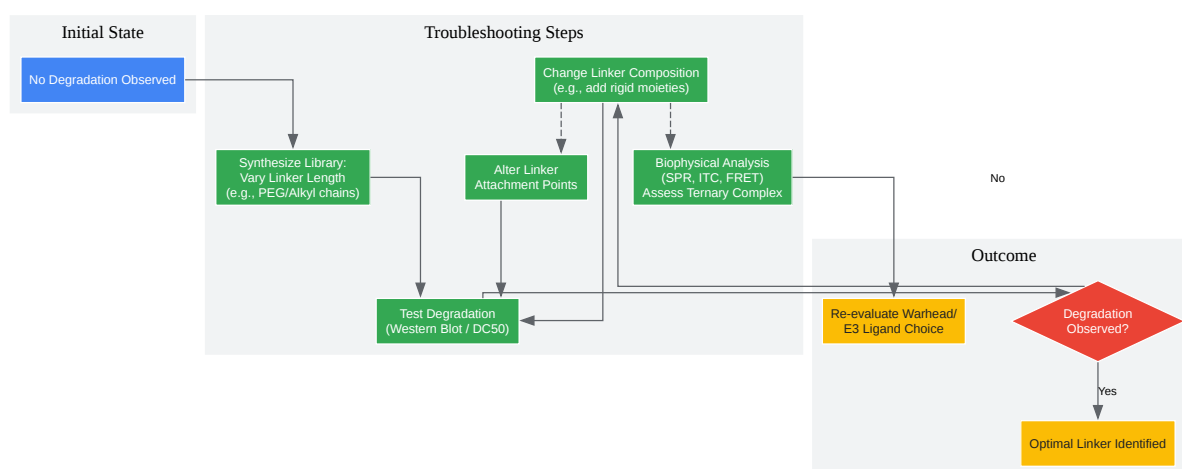 Initial State
No Degradation Observed
Troubleshooting Steps
Change Linker Composition
(e.g., add rigid moieties)
Synthesize Library:
Vary Linker Length
(e.g., PEG/Alkyl chains)
Alter Linker
Attachment Points
Biophysical Analysis
(SPR, ITC, FRET)
Assess Ternary Complex
No
Test Degradation
(Western Blot / DC50)
Outcome
Re-evaluate Warhead/
E3 Ligand Choice
Degradation
Observed?
Yes
Optimal Linker Identified